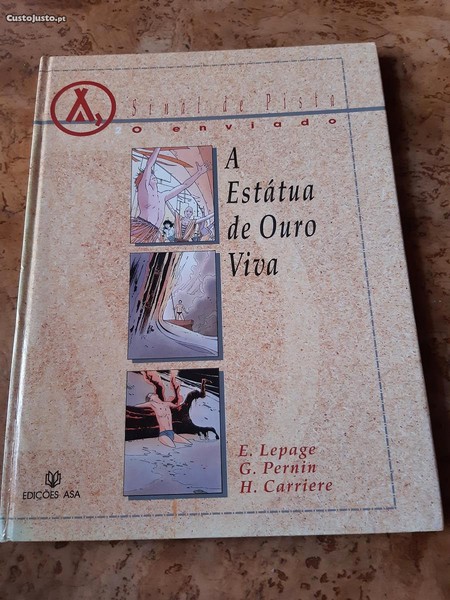 CustoJusto.pt
Sinal de Pista
O enviado
A
Estátua
de Ouro
Viva
E. Lepage
G. Pernin
H. Carriere
EDIÇÕES ASA